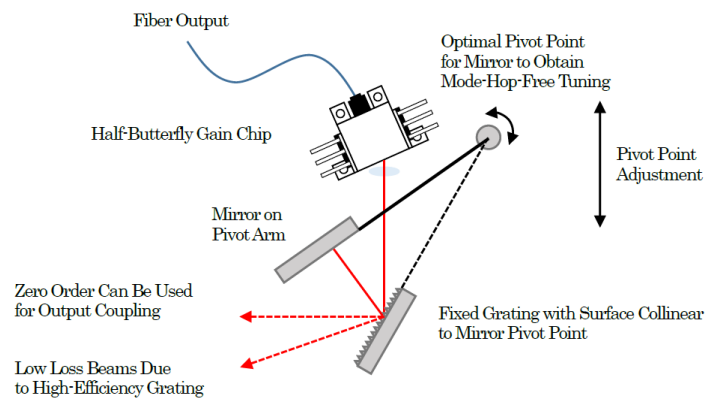 Fiber Output
Optimal Pivot Point
for Mirror to Obtain
Mode-Hop-Free Tuning
Half-Butterfly Gain Chip
Pivot Point
Adjustment
Mirror on
Pivot Arm
Zero Order Can Be Used
for Output Coupling
Fixed Grating with Surface Collinear
to Mirror Pivot Point
Low Loss Beams Due
to High-Efficiency Grating